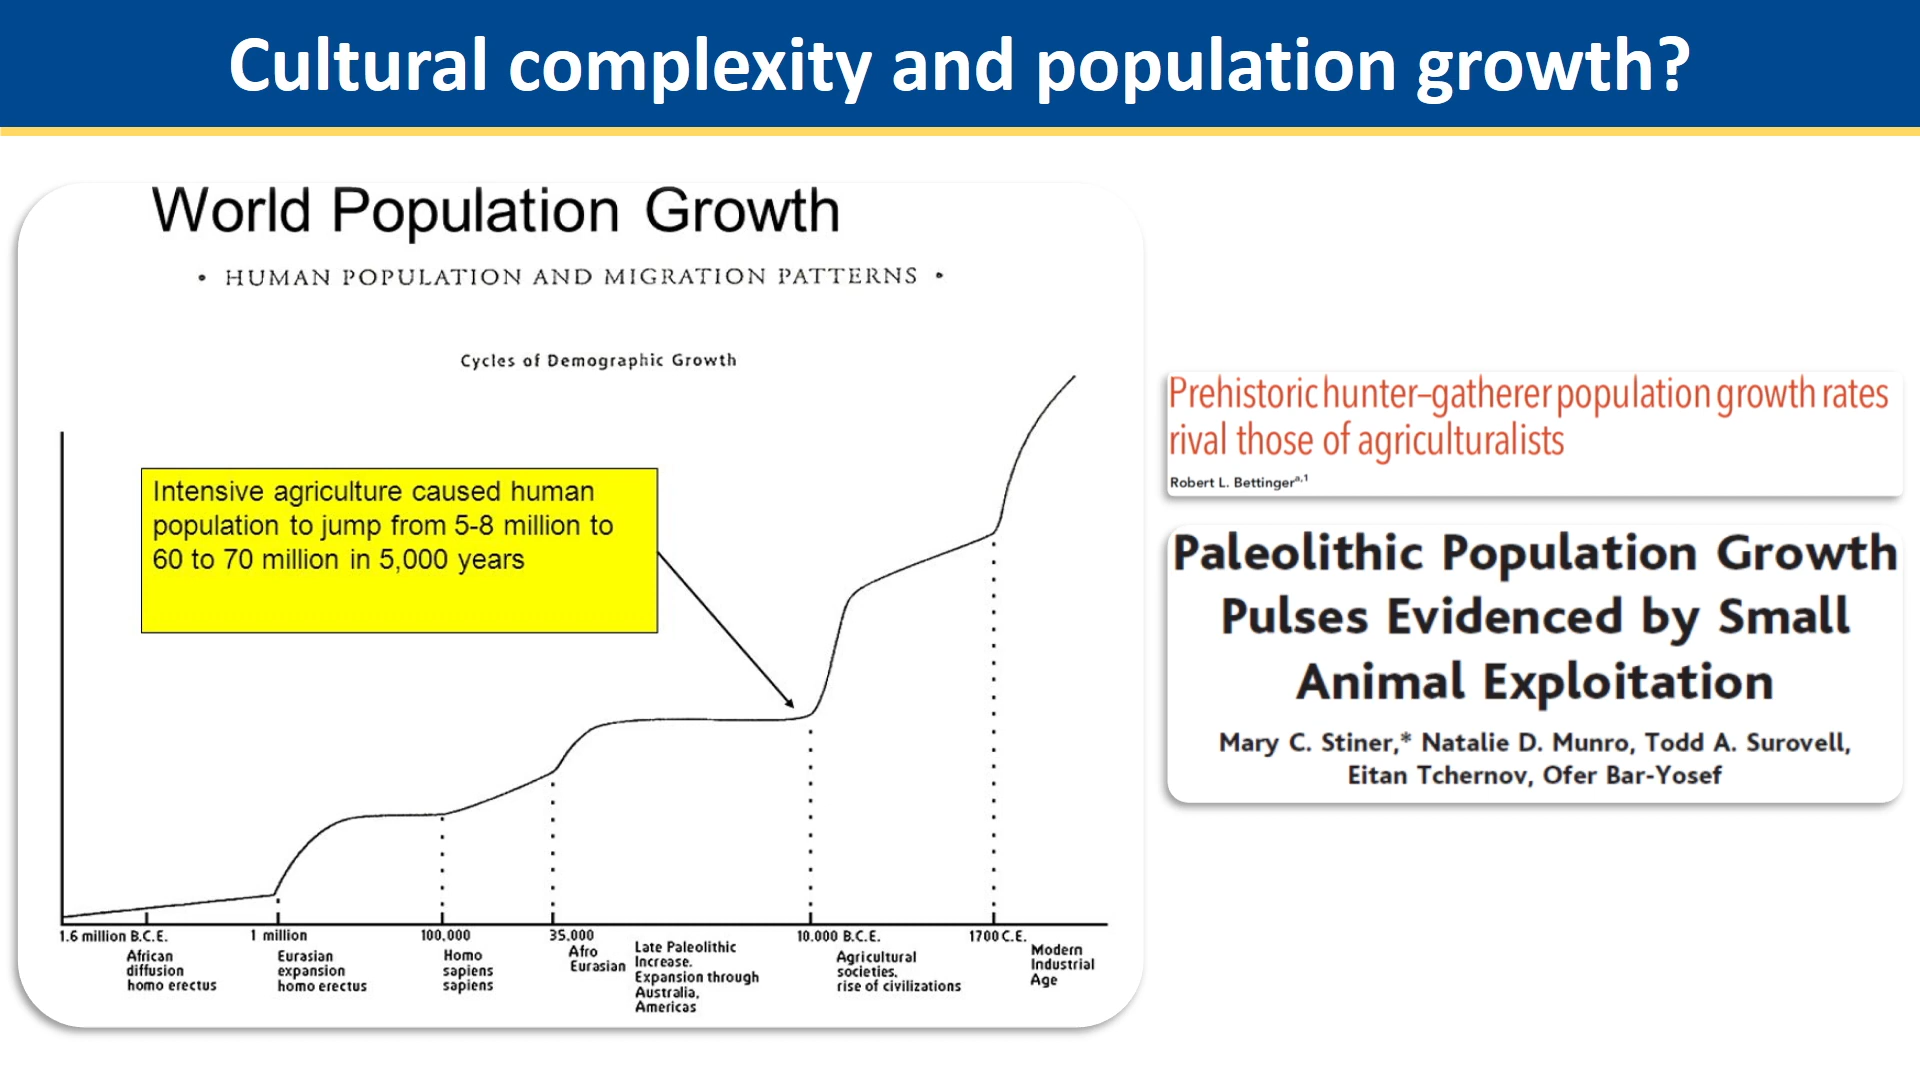 Cultural complexity and population growth?
World Population Growth
• HUMAN POPULATION AND MIGRATION PATTERNS •
Cycles of Demographic Growth
Intensive agriculture caused human
population to jump from 5-8 million to
60 to 70 million in 5,000 years
1.6 million B.C.E.
African
diffusion
homo erectus
1 million
Eurasian
expansion
homo erectus
100,000
Homo
sapiens
sapiens
35,000
Afro
Eurasian
Late Paleolithic
Increase.
Expansion through
Australia,
Americas
10.000 B.C.E.
Agricultural
societies.
rise of civilizations
1700 C.E.
Modern
Industrial
Age
Prehistoric hunter–gatherer population growth rates
rival those of agriculturalists
Robert L. Bettingera,1
Paleolithic Population Growth
Pulses Evidenced by Small
Animal Exploitation
Mary C. Stiner,* Natalie D. Munro, Todd A. Surovell,
Eitan Tchernov, Ofer Bar-Yosef